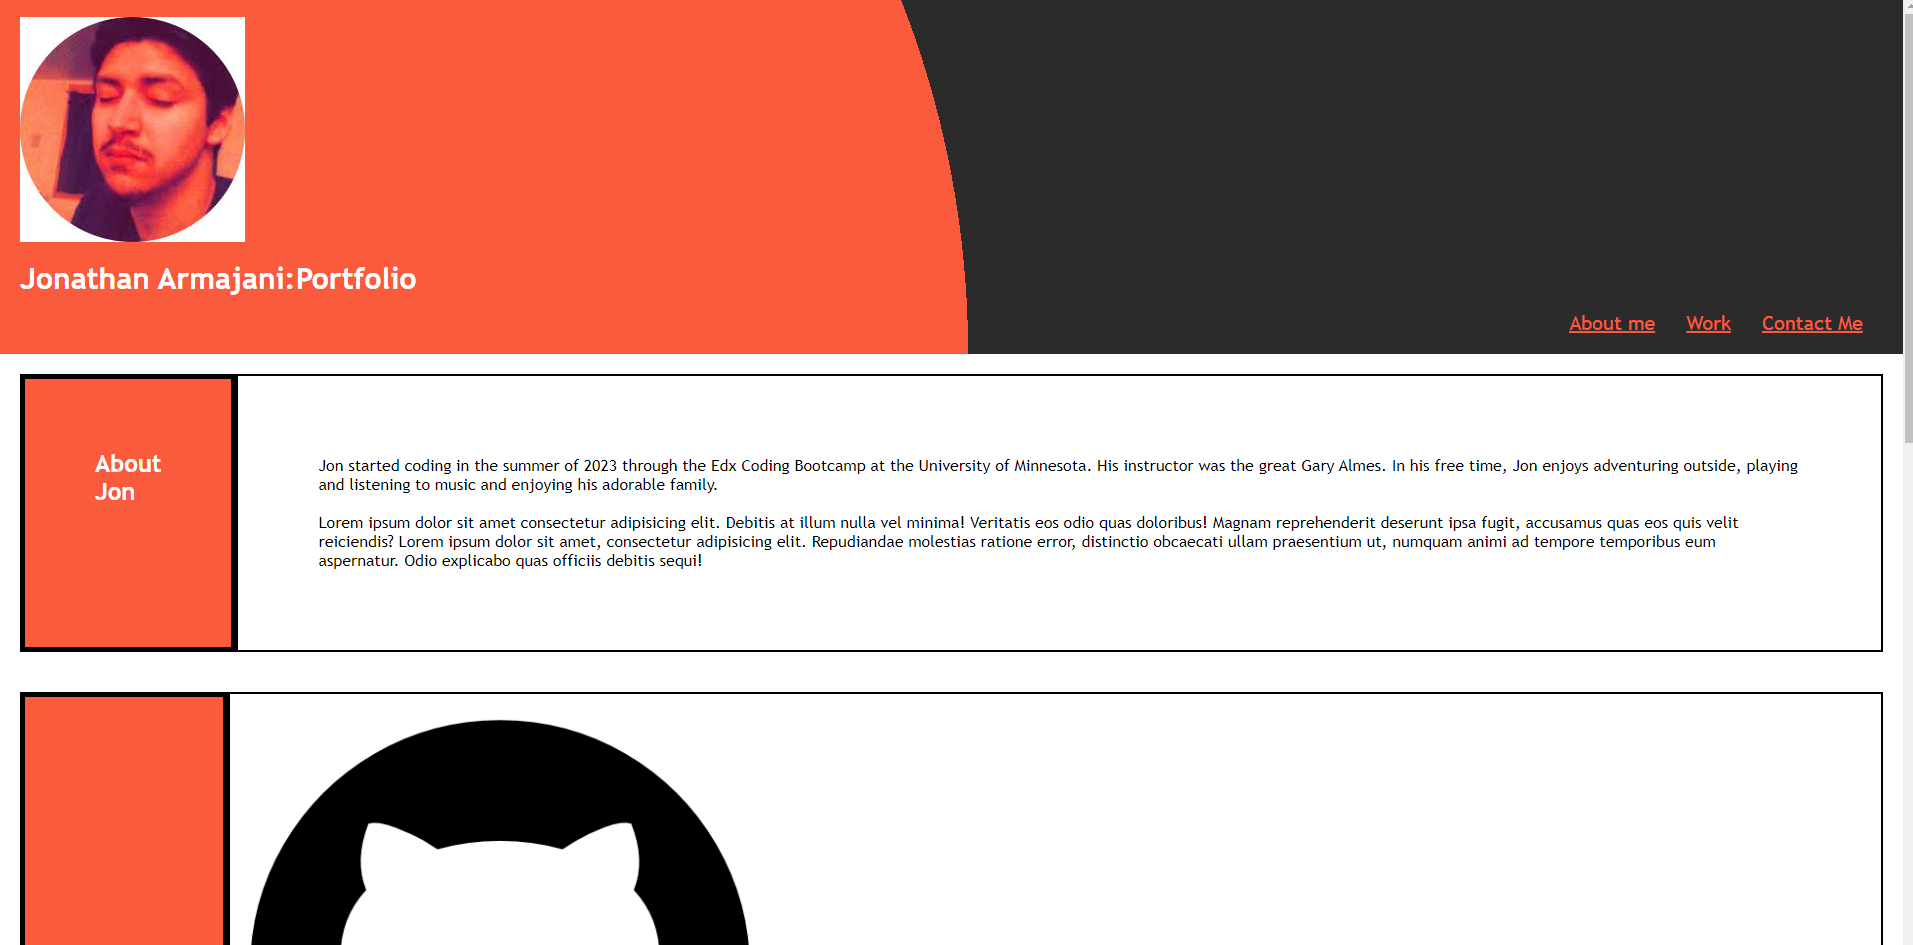 Jonathan Armajani:Portfolio
About me Work Contact Me
About
Jon
Jon started coding in the summer of 2023 through the Edx Coding Bootcamp at the University of Minnesota. His instructor was the great Gary Almes. In his free time, Jon enjoys adventuring outside, playing
and listening to music and enjoying his adorable family.
Lorem ipsum dolor sit amet consectetur adipisicing elit. Debitis at illum nulla vel minima! Veritatis eos odio quas doloribus! Magnam reprehenderit deserunt ipsa fugit, accusamus quas eos quis velit
reiciendis? Lorem ipsum dolor sit amet, consectetur adipisicing elit. Repudiandae molestias ratione error, distinctio obcaecati ullam praesentium ut, numquam animi ad tempore temporibus eum
aspernatur. Odio explicabo quas officiis debitis sequi!